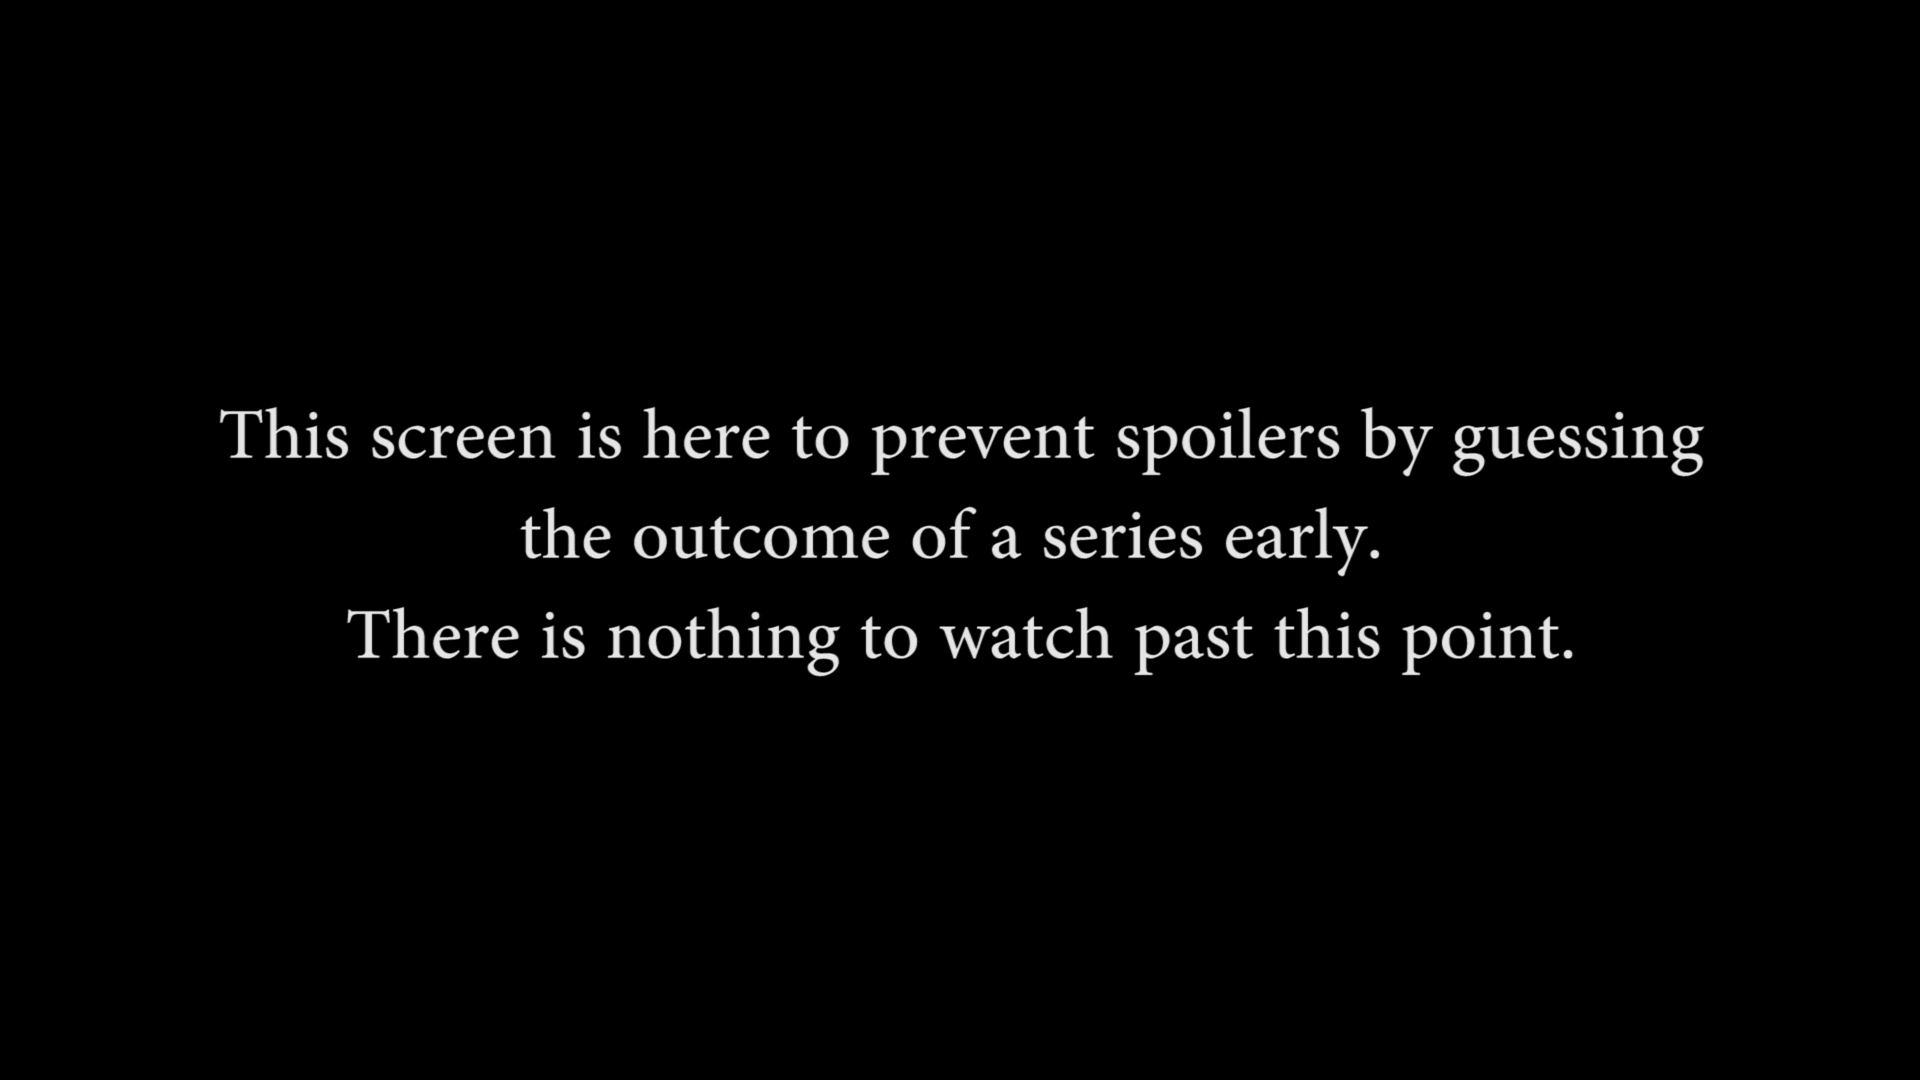 This screen is here to prevent spoilers by guessing
the outcome of a series early.
There is nothing to watch past this point.